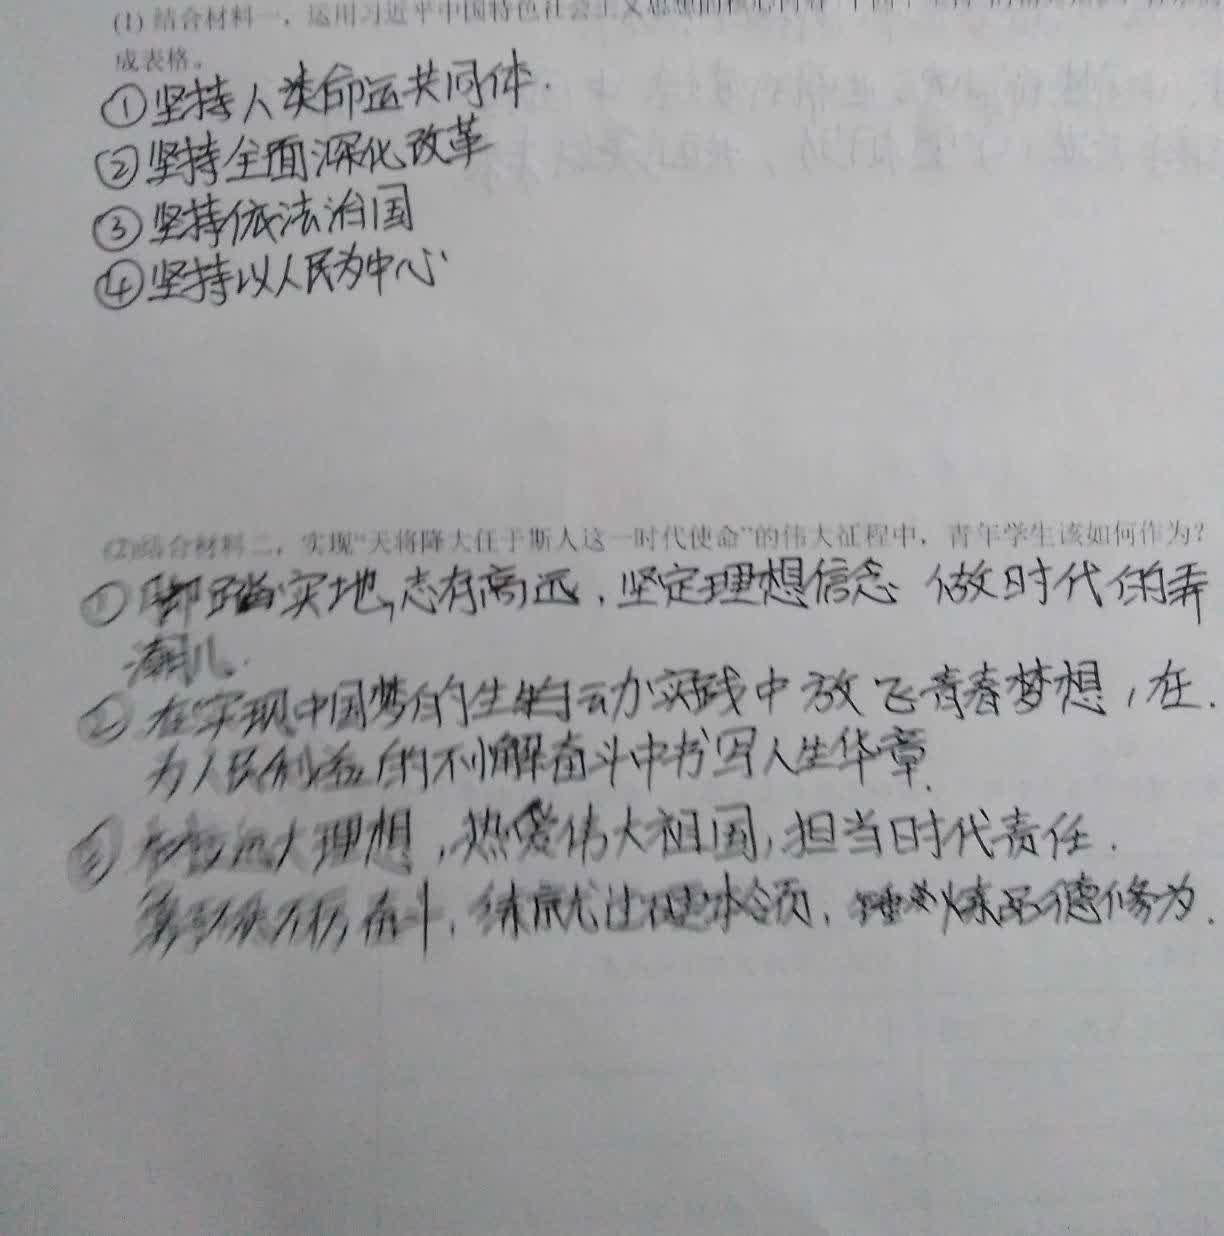 (1) 结合材料一，运用习近平中国特色社会主义思想的核心内容
成表格。
①坚持人类命运共同体.
②坚持全面深化改革
③坚持依法治国
④坚持以人民为中心
(2)结合材料二，实现“天将降大任于斯人这一时代使命”的伟大征程中，青年学生该如何作为？
①脚踏实地,志存高远,坚定理想信念 做时代的弄
潮儿.
②在实现中国梦的生动实践中放飞青春梦想,在.
为人民利益的不懈奋斗中书写人生华章.
③ 远大理想,热爱伟大祖国,担当时代责任.
奋斗,练就过硬本领,锤炼品德修为.